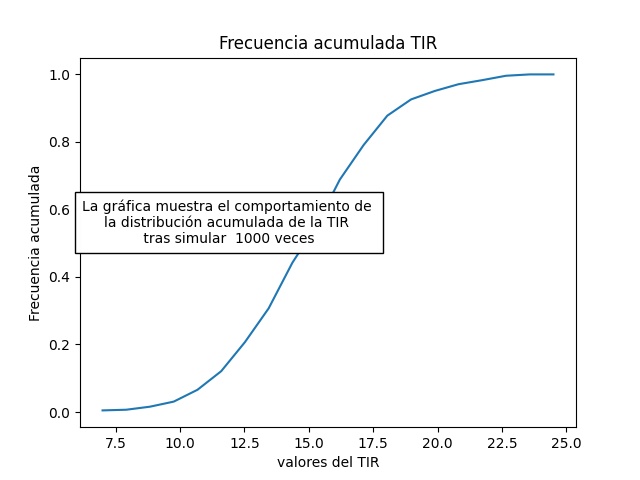 Frecuencia acumulada TIR
Frecuencia acumulada
1.0
0.8
0.6
0.4
0.2
0.0
La gráfica muestra el comportamiento de
la distribución acumulada de la TIR
tras simular  1000 veces
7.5 10.0 12.5 15.0 17.5 20.0 22.5 25.0
valores del TIR